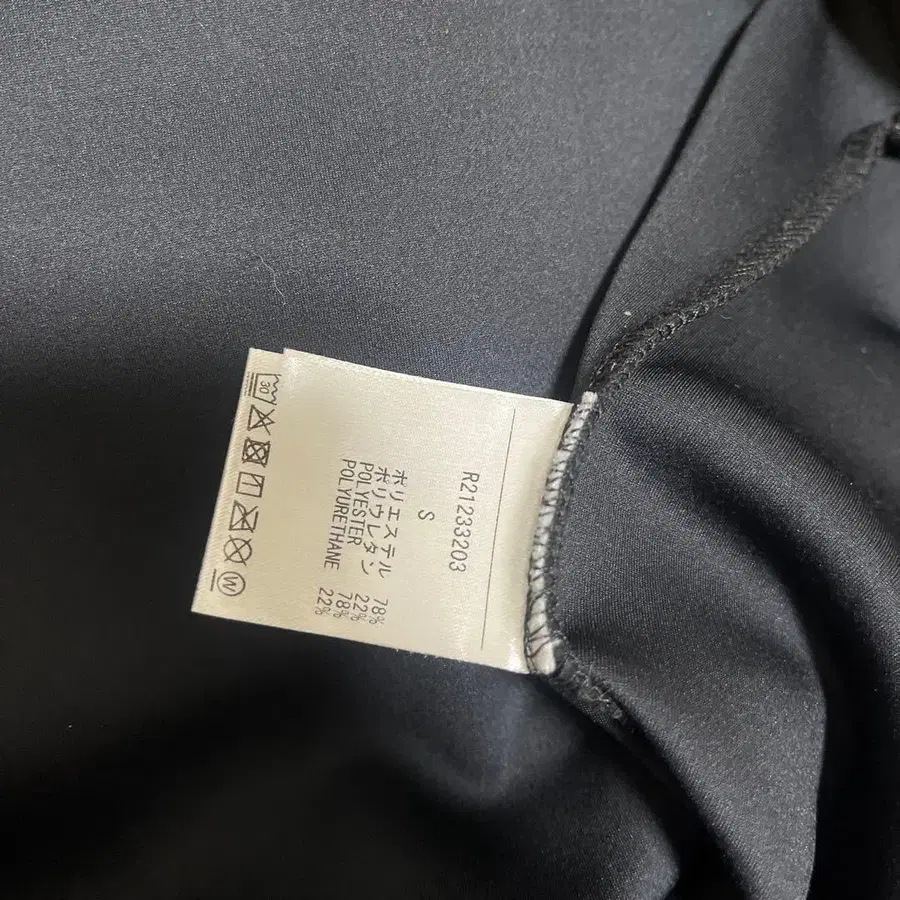 R21233203
S
ポリエステル 78%
ポリウレタン 22%
POLYESTER 78%
POLYURETHANE 22%
30
W